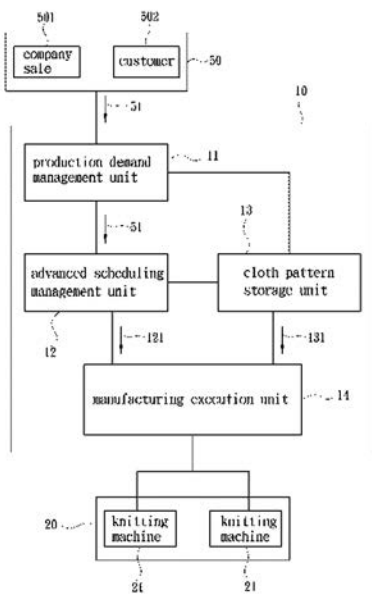 501
502
company
sale
customer
50
51
10
production demand
management unit
11
51
13
advanced scheduling
management unit
cloth pattern
storage unit
12
121
131
manufacturing execution unit
14
20
knitting
machine
knitting
machine
21
21